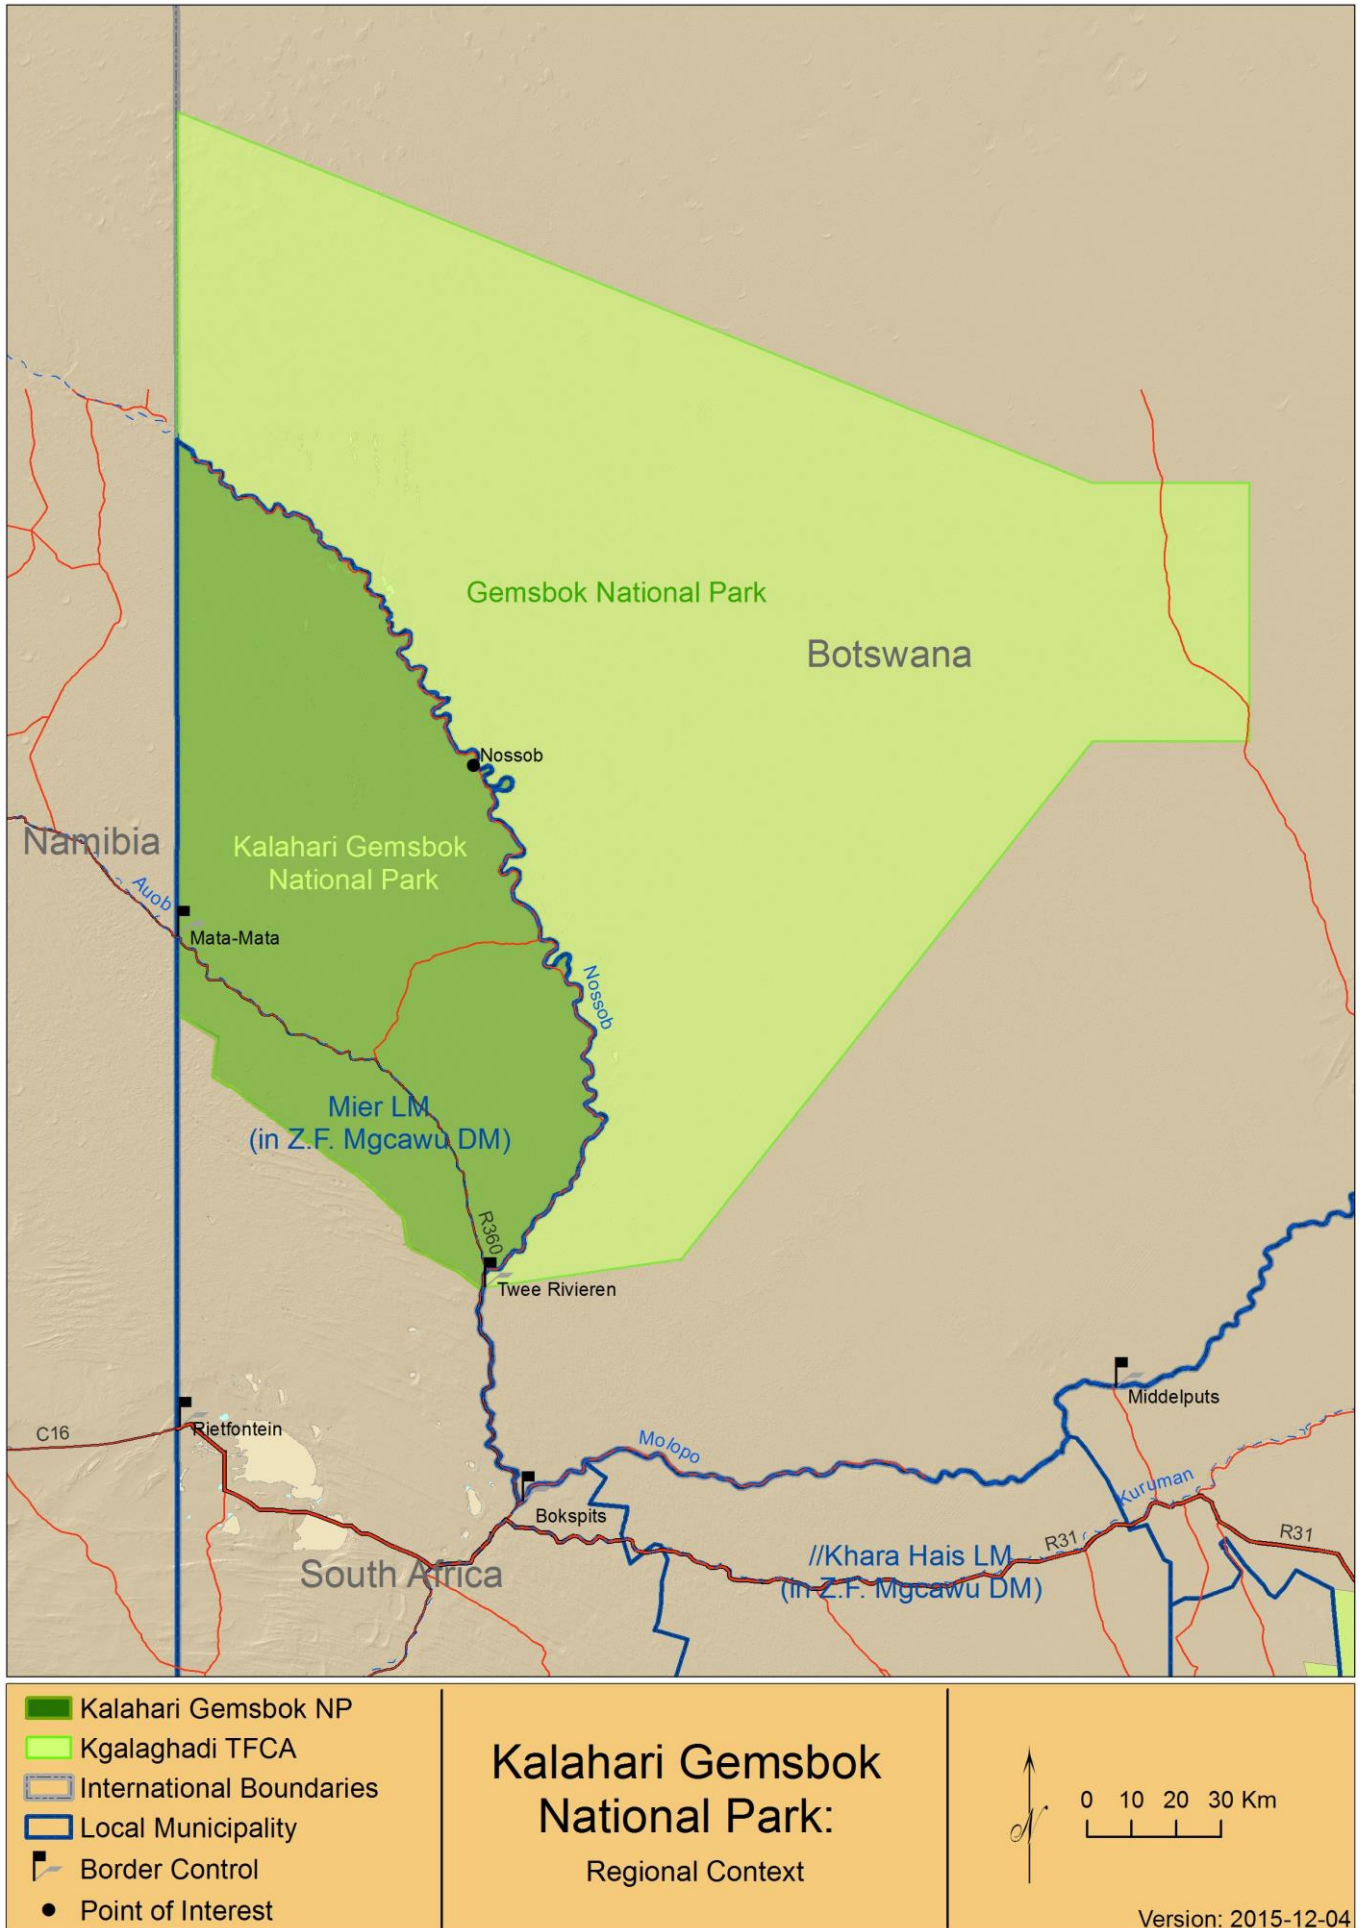 Gemsbok National Park
Botswana
Nossob
Namibia
Kalahari Gemsbok
National Park
Auob
Mata-Mata
Nossob
Mier LM
(in Z.F. Mgcawu DM)
R360
Twee Rivieren
Middelputs
C16
Rietfontein
Molopo
Kuruman
Bokspits
R31
R31
//Khara Hais LM
(in Z.F. Mgcawu DM)
South Africa
Kalahari Gemsbok NP
Kgalaghadi TFCA
International Boundaries
Local Municipality
Border Control
Point of Interest
Kalahari Gemsbok
National Park:
Regional Context
N
0 10 20 30 Km
Version: 2015-12-04